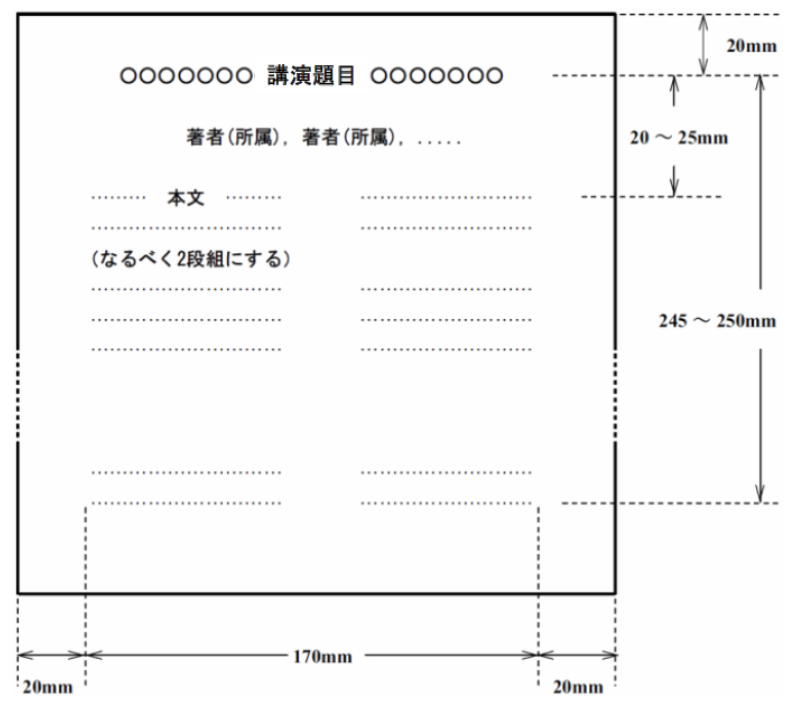 ○○○○○○○ 講演題目 ○○○○○○○
20mm
著者(所属), 著者(所属), .....
20 ～ 25mm
......... 本文 .........
(なるべく2段組にする)
245 ～ 250mm
170mm
20mm
20mm